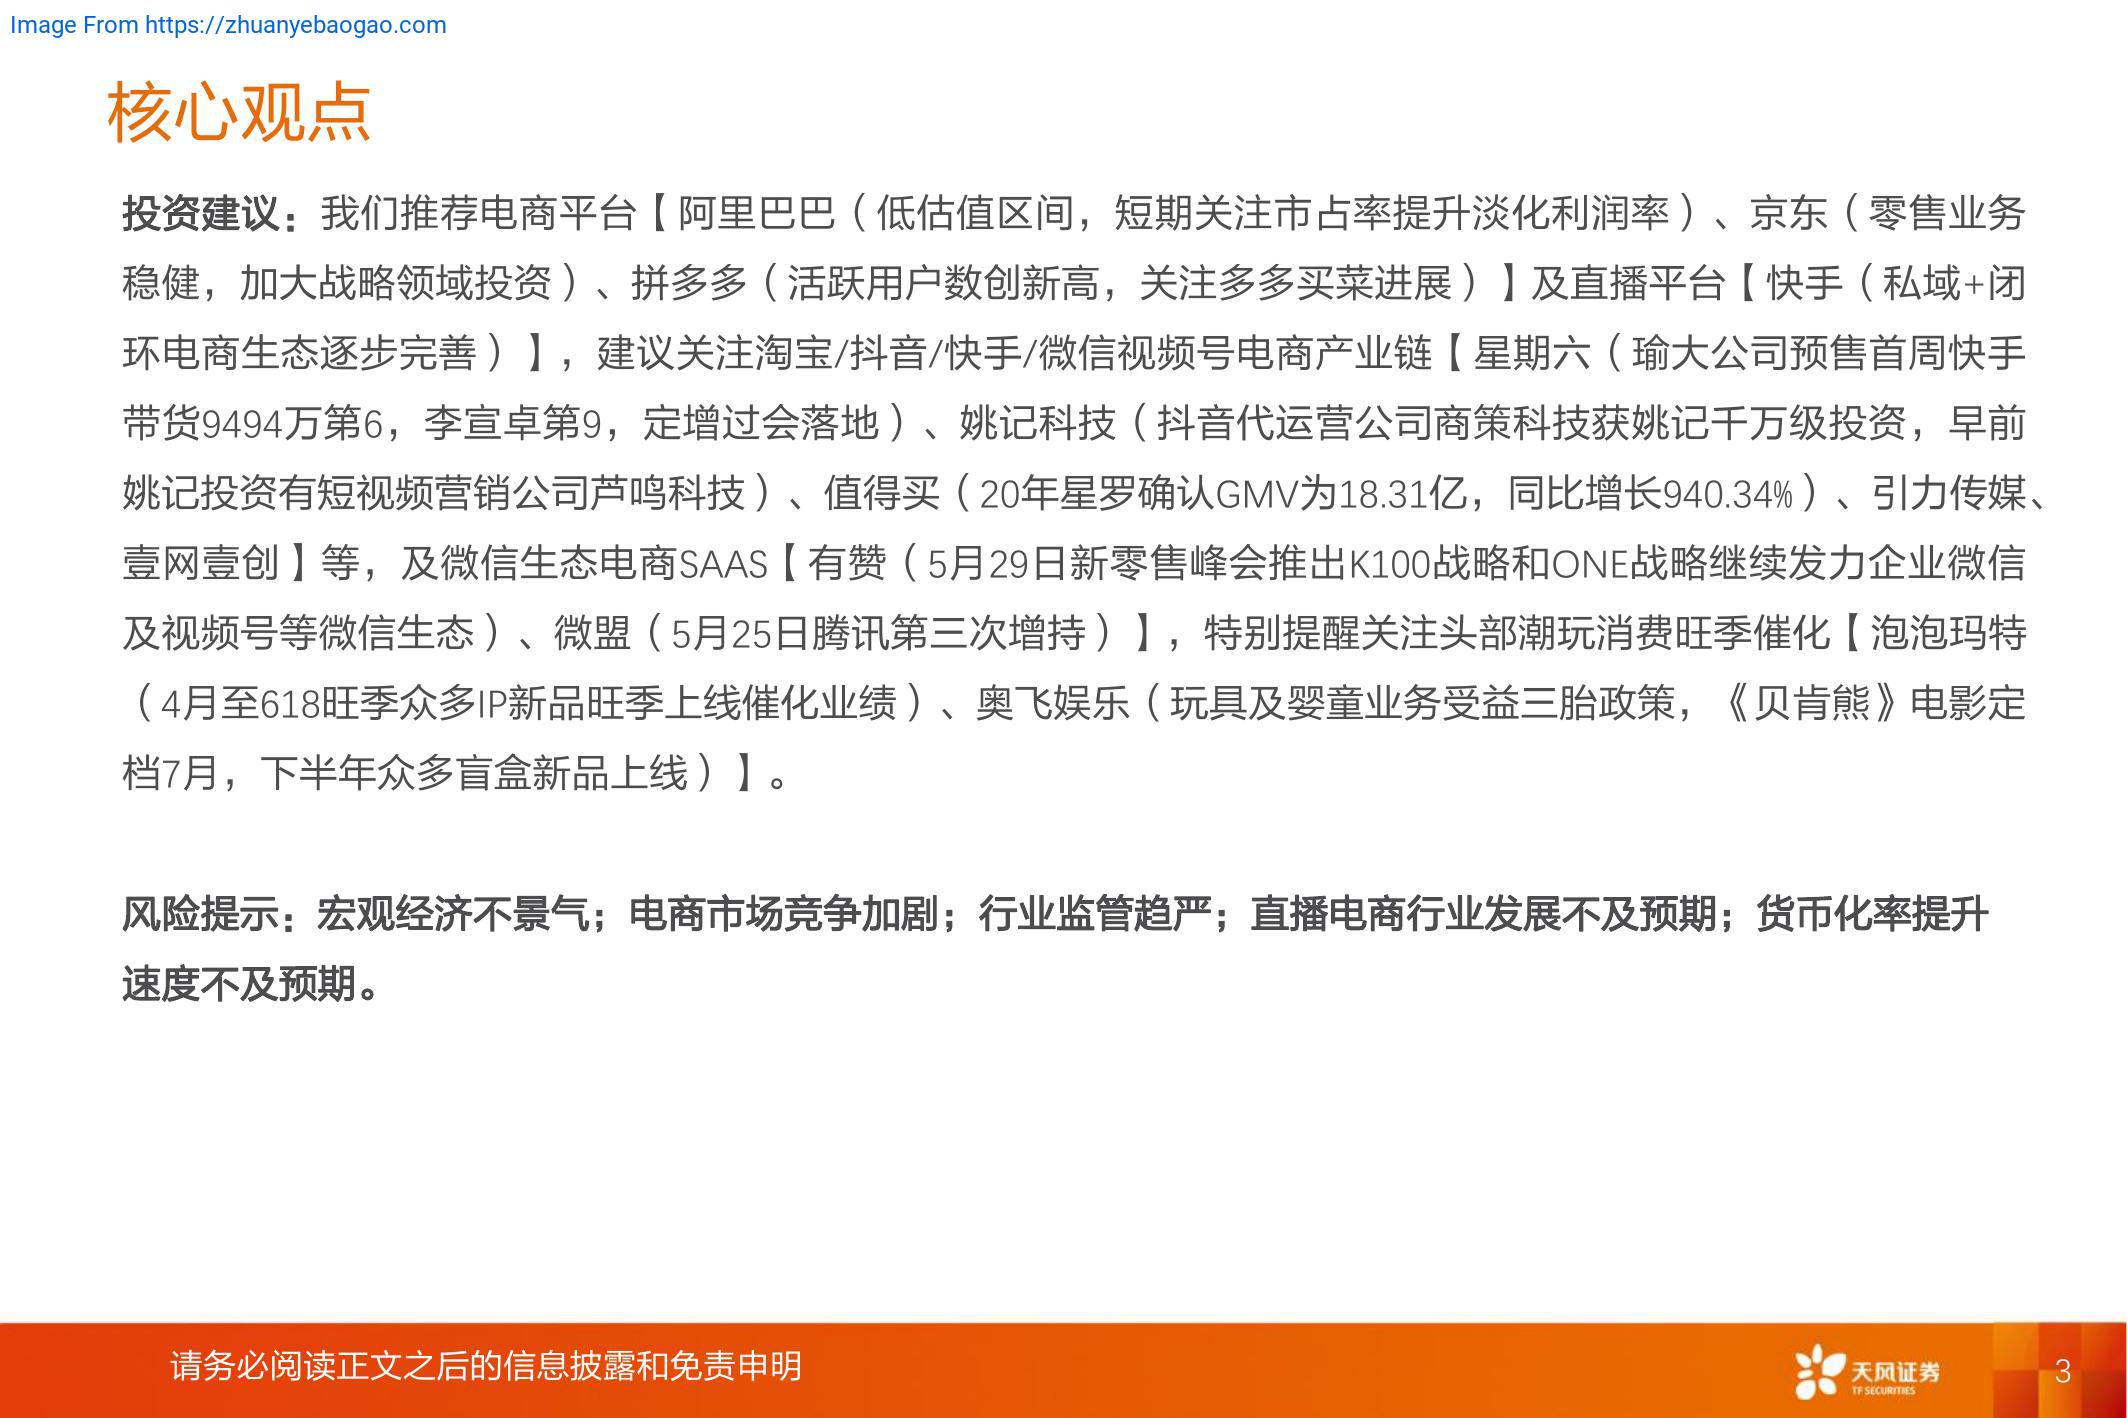 Image From https://zhuanyebaogao.com
核心观点
投资建议：我们推荐电商平台【阿里巴巴（低估值区间，短期关注市占率提升淡化利润率）、京东（零售业务
稳健，加大战略领域投资）、拼多多（活跃用户数创新高，关注多多买菜进展）】及直播平台【快手（私域+闭
环电商生态逐步完善）】，建议关注淘宝/抖音/快手/微信视频号电商产业链【星期六（瑜大公司预售首周快手
带货9494万第6，李宣卓第9，定增过会落地）、姚记科技（抖音代运营公司商策科技获姚记千万级投资，早前
姚记投资有短视频营销公司芦鸣科技）、值得买（20年星罗确认GMV为18.31亿，同比增长940.34%）、引力传媒、
壹网壹创】等，及微信生态电商SAAS【有赞（5月29日新零售峰会推出K100战略和ONE战略继续发力企业微信
及视频号等微信生态）、微盟（5月25日腾讯第三次增持）】，特别提醒关注头部潮玩消费旺季催化【泡泡玛特
（4月至618旺季众多IP新品旺季上线催化业绩）、奥飞娱乐（玩具及婴童业务受益三胎政策，《贝肯熊》电影定
档7月，下半年众多盲盒新品上线）】。
风险提示：宏观经济不景气；电商市场竞争加剧；行业监管趋严；直播电商行业发展不及预期；货币化率提升
速度不及预期。
请务必阅读正文之后的信息披露和免责申明
天风证券
TF SECURITIES
3